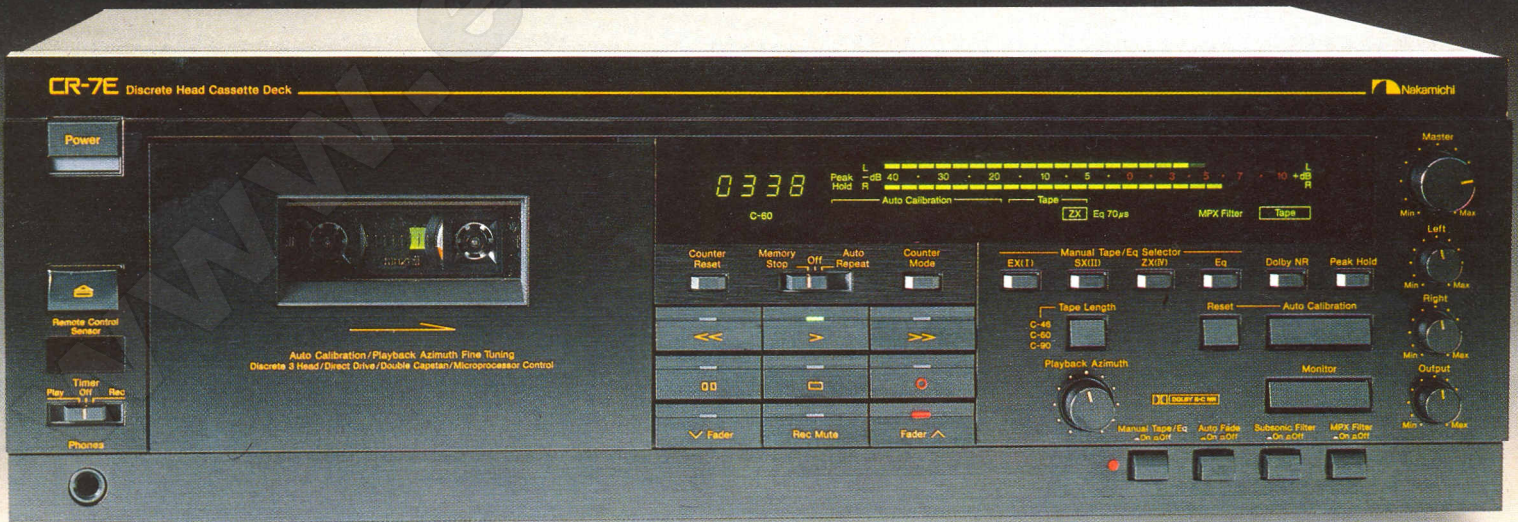 CR-7E Discrete Head Cassette Deck
Nakamichi
Power
Remote Control
Sensor
Timer
Play Off Rec
Phones
Auto Calibration/Playback Azimuth Fine Tuning
Discrete 3 Head/Direct Drive/Double Capstan/Microprocessor Control
0338
C-60
Peak Hold
L
R
-dB 40 · 30 · 20 · 10 · 5 · 0 · 3 · 5 · 7 · 10 +dB
L
R
Auto Calibration
Tape
ZX Eq 70µs
MPX Filter
Tape
Counter Reset
Memory Stop Off Auto Repeat
Counter Mode
<<
>
>>
Fader
Rec Mute
Fader
Manual Tape/Eq Selector
EX(I) SX(II) ZX(IV) Eq Dolby NR Peak Hold
Tape Length
C-46
C-60
C-90
Reset
Auto Calibration
Playback Azimuth
DOLBY B-C NR
Monitor
Manual Tape/Eq
On Off
Auto Fade
On Off
Subsonic Filter
On Off
MPX Filter
On Off
Master
Min Max
Left
Min Max
Right
Min Max
Output
Min Max